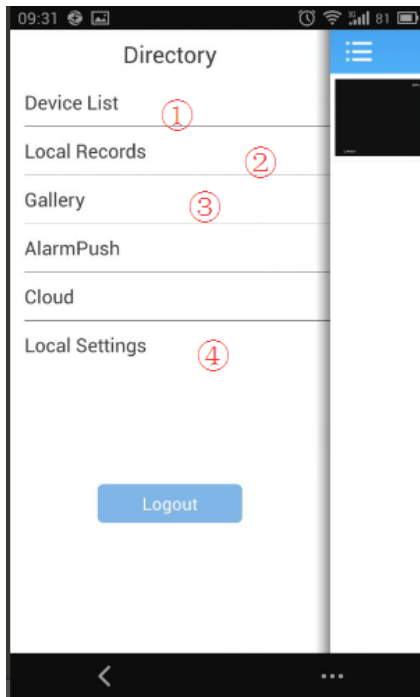 09:31 81
Directory
Device List ①
Local Records ②
Gallery ③
AlarmPush
Cloud
Local Settings ④
Logout